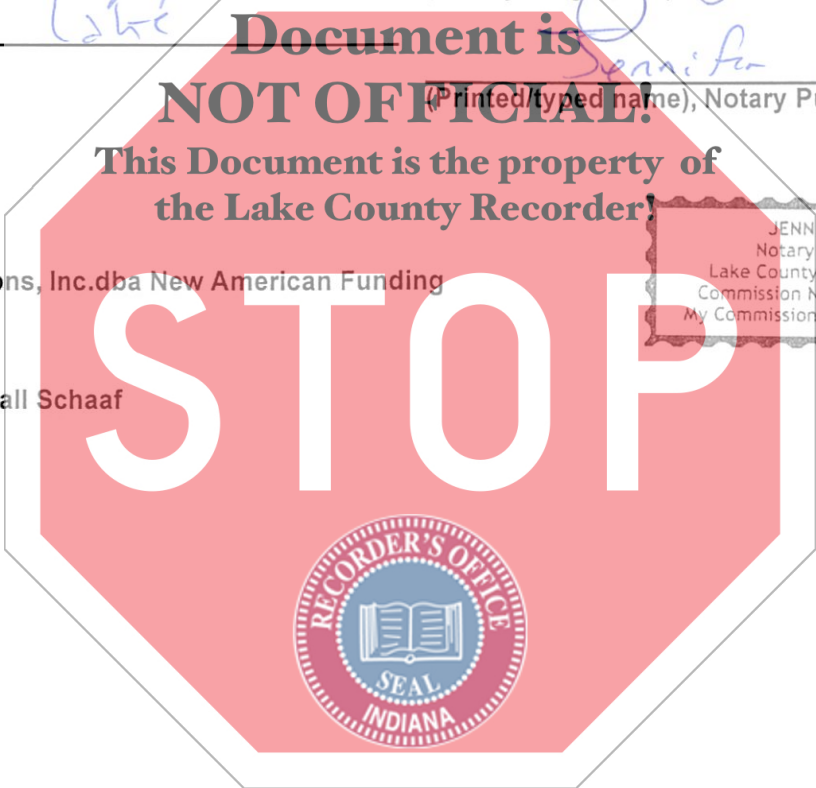 Lake
Document is
Jennifer
NOT OFFICIAL!
(Printed/typed name), Notary Pu
This Document is the property of
the Lake County Recorder!
JENN
Notary
ons, Inc.dba New American Funding
Lake County
Commission N
My Commission
STOP
all Schaaf
RECORDER'S OFFICE
SEAL
INDIANA